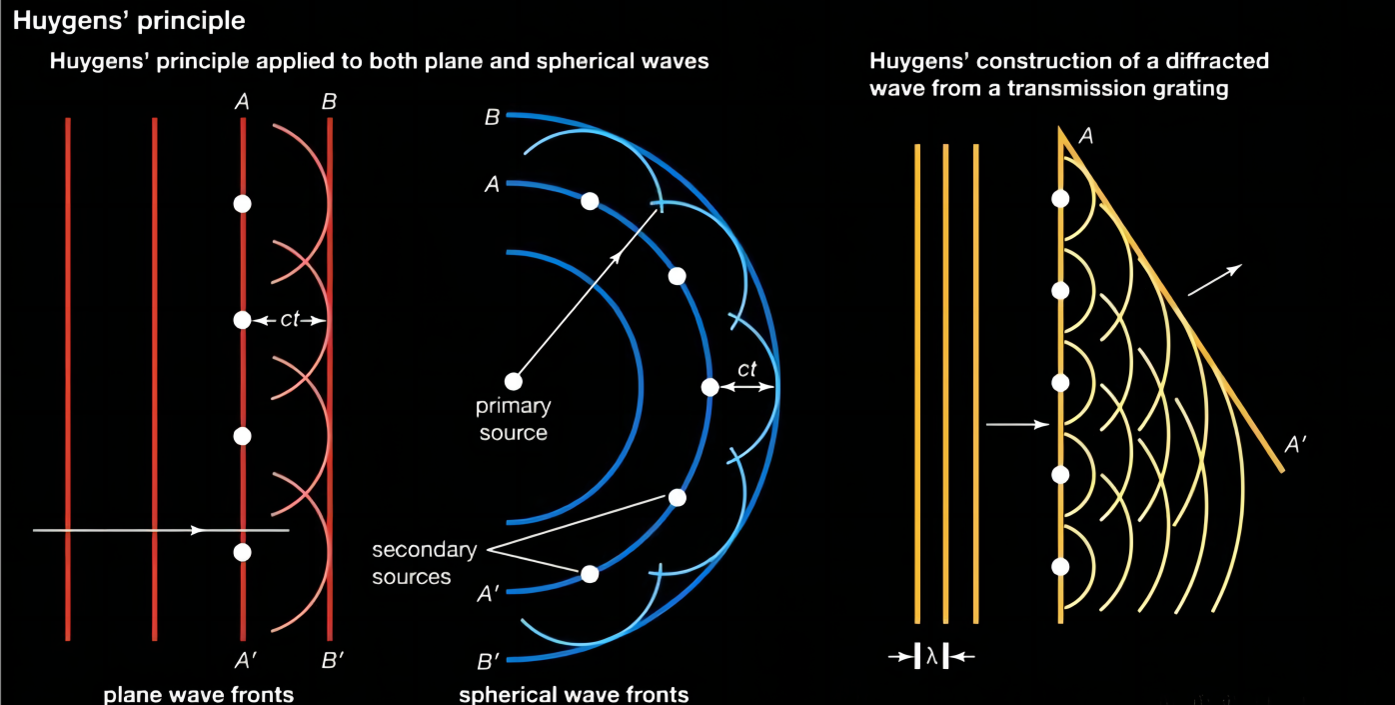 Huygens’ principle
Huygens’ principle applied to both plane and spherical waves
A
B
ct
A′
B′
plane wave fronts
B
A
primary
source
ct
secondary
sources
A′
B′
spherical wave fronts
Huygens’ construction of a diffracted
wave from a transmission grating
A
A′
λ